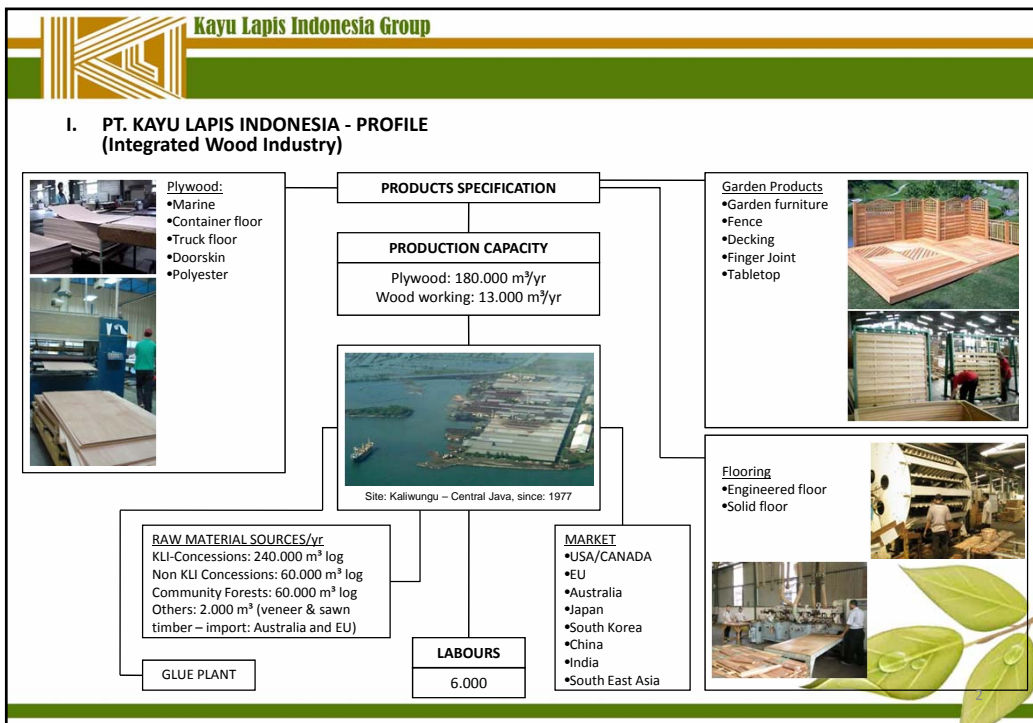 Kayu Lapis Indonesia Group
I. PT. KAYU LAPIS INDONESIA - PROFILE
(Integrated Wood Industry)
Plywood:
•Marine
•Container floor
•Truck floor
•Doorskin
•Polyester
PRODUCTS SPECIFICATION
PRODUCTION CAPACITY
Plywood: 180.000 m³/yr
Wood working: 13.000 m³/yr
Garden Products
•Garden furniture
•Fence
•Decking
•Finger Joint
•Tabletop
Site: Kaliwungu – Central Java, since: 1977
Flooring
•Engineered floor
•Solid floor
RAW MATERIAL SOURCES/yr
KLI-Concessions: 240.000 m³ log
Non KLI Concessions: 60.000 m³ log
Community Forests: 60.000 m³ log
Others: 2.000 m³ (veneer & sawn
timber – import: Australia and EU)
GLUE PLANT
LABOURS
6.000
MARKET
•USA/CANADA
•EU
•Australia
•Japan
•South Korea
•China
•India
•South East Asia
2